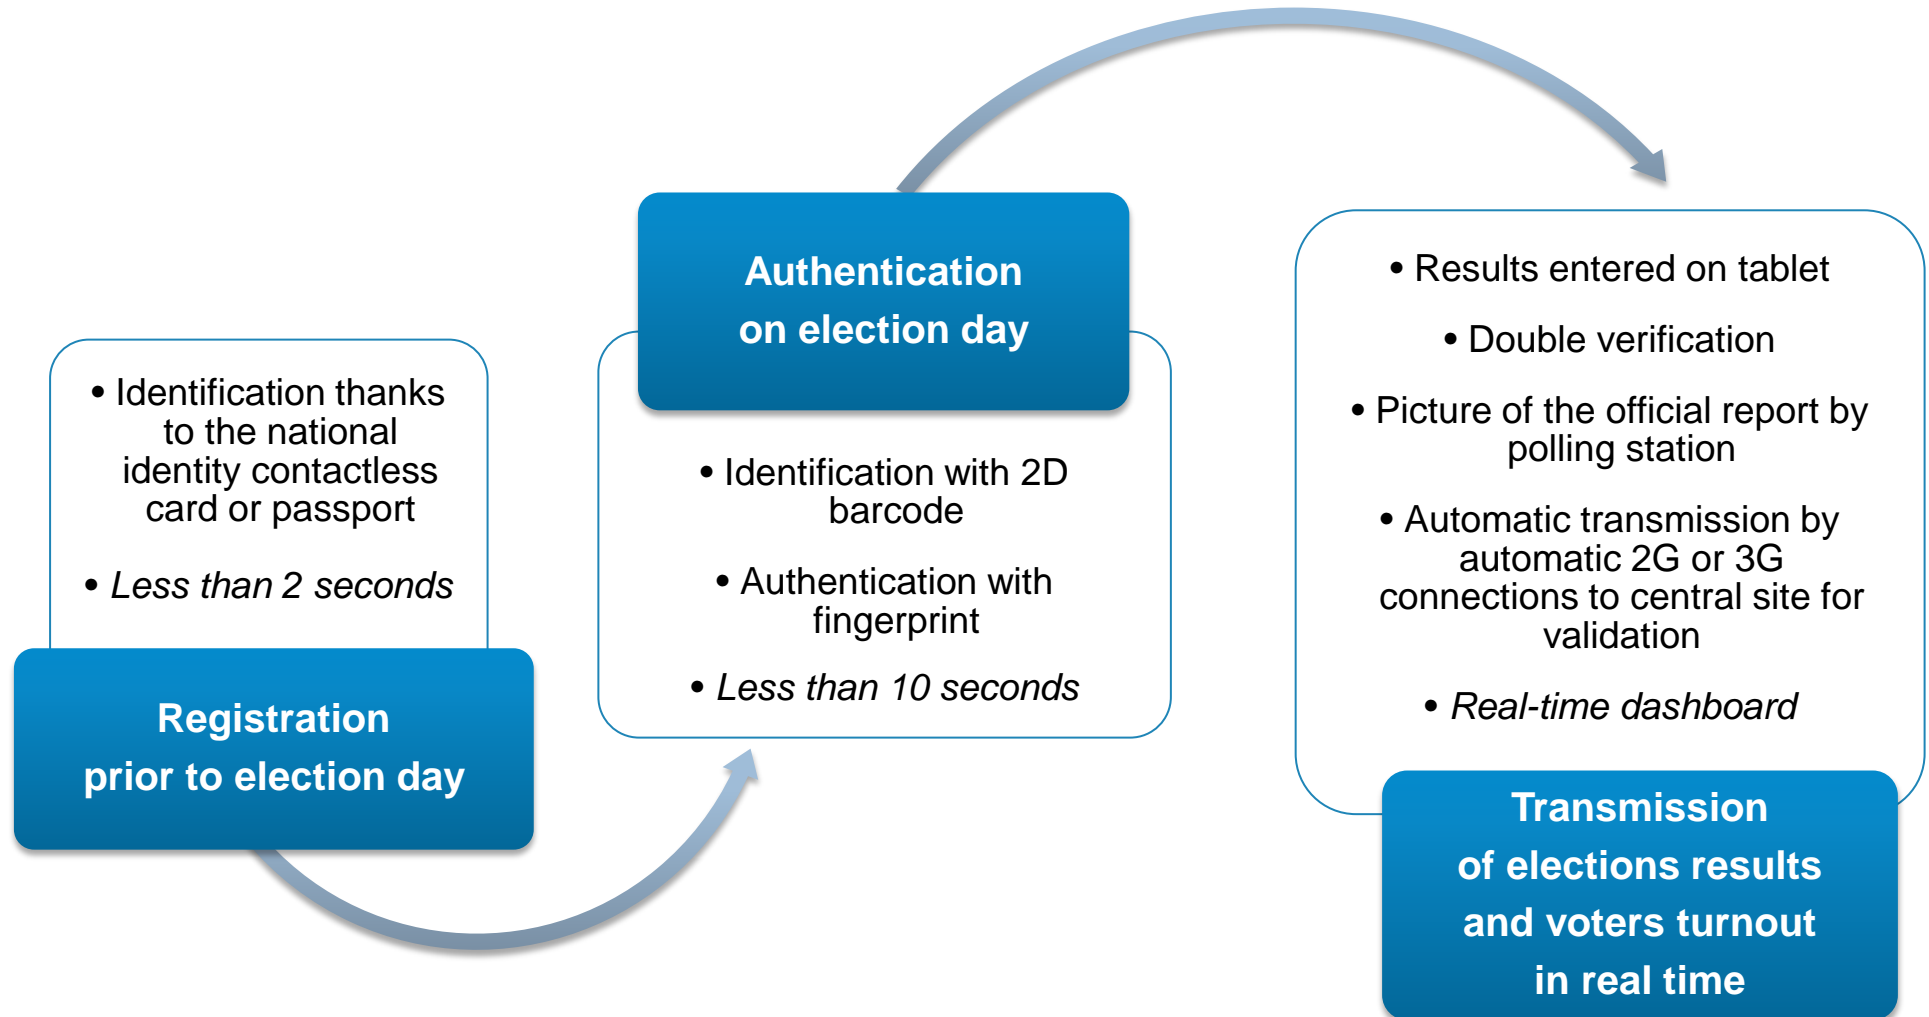 • Identification thanks
to the national
identity contactless
card or passport
• Less than 2 seconds
Registration
prior to election day
Authentication
on election day
• Identification with 2D
barcode
• Authentication with
fingerprint
• Less than 10 seconds
• Results entered on tablet
• Double verification
• Picture of the official report by
polling station
• Automatic transmission by
automatic 2G or 3G
connections to central site for
validation
• Real-time dashboard
Transmission
of elections results
and voters turnout
in real time